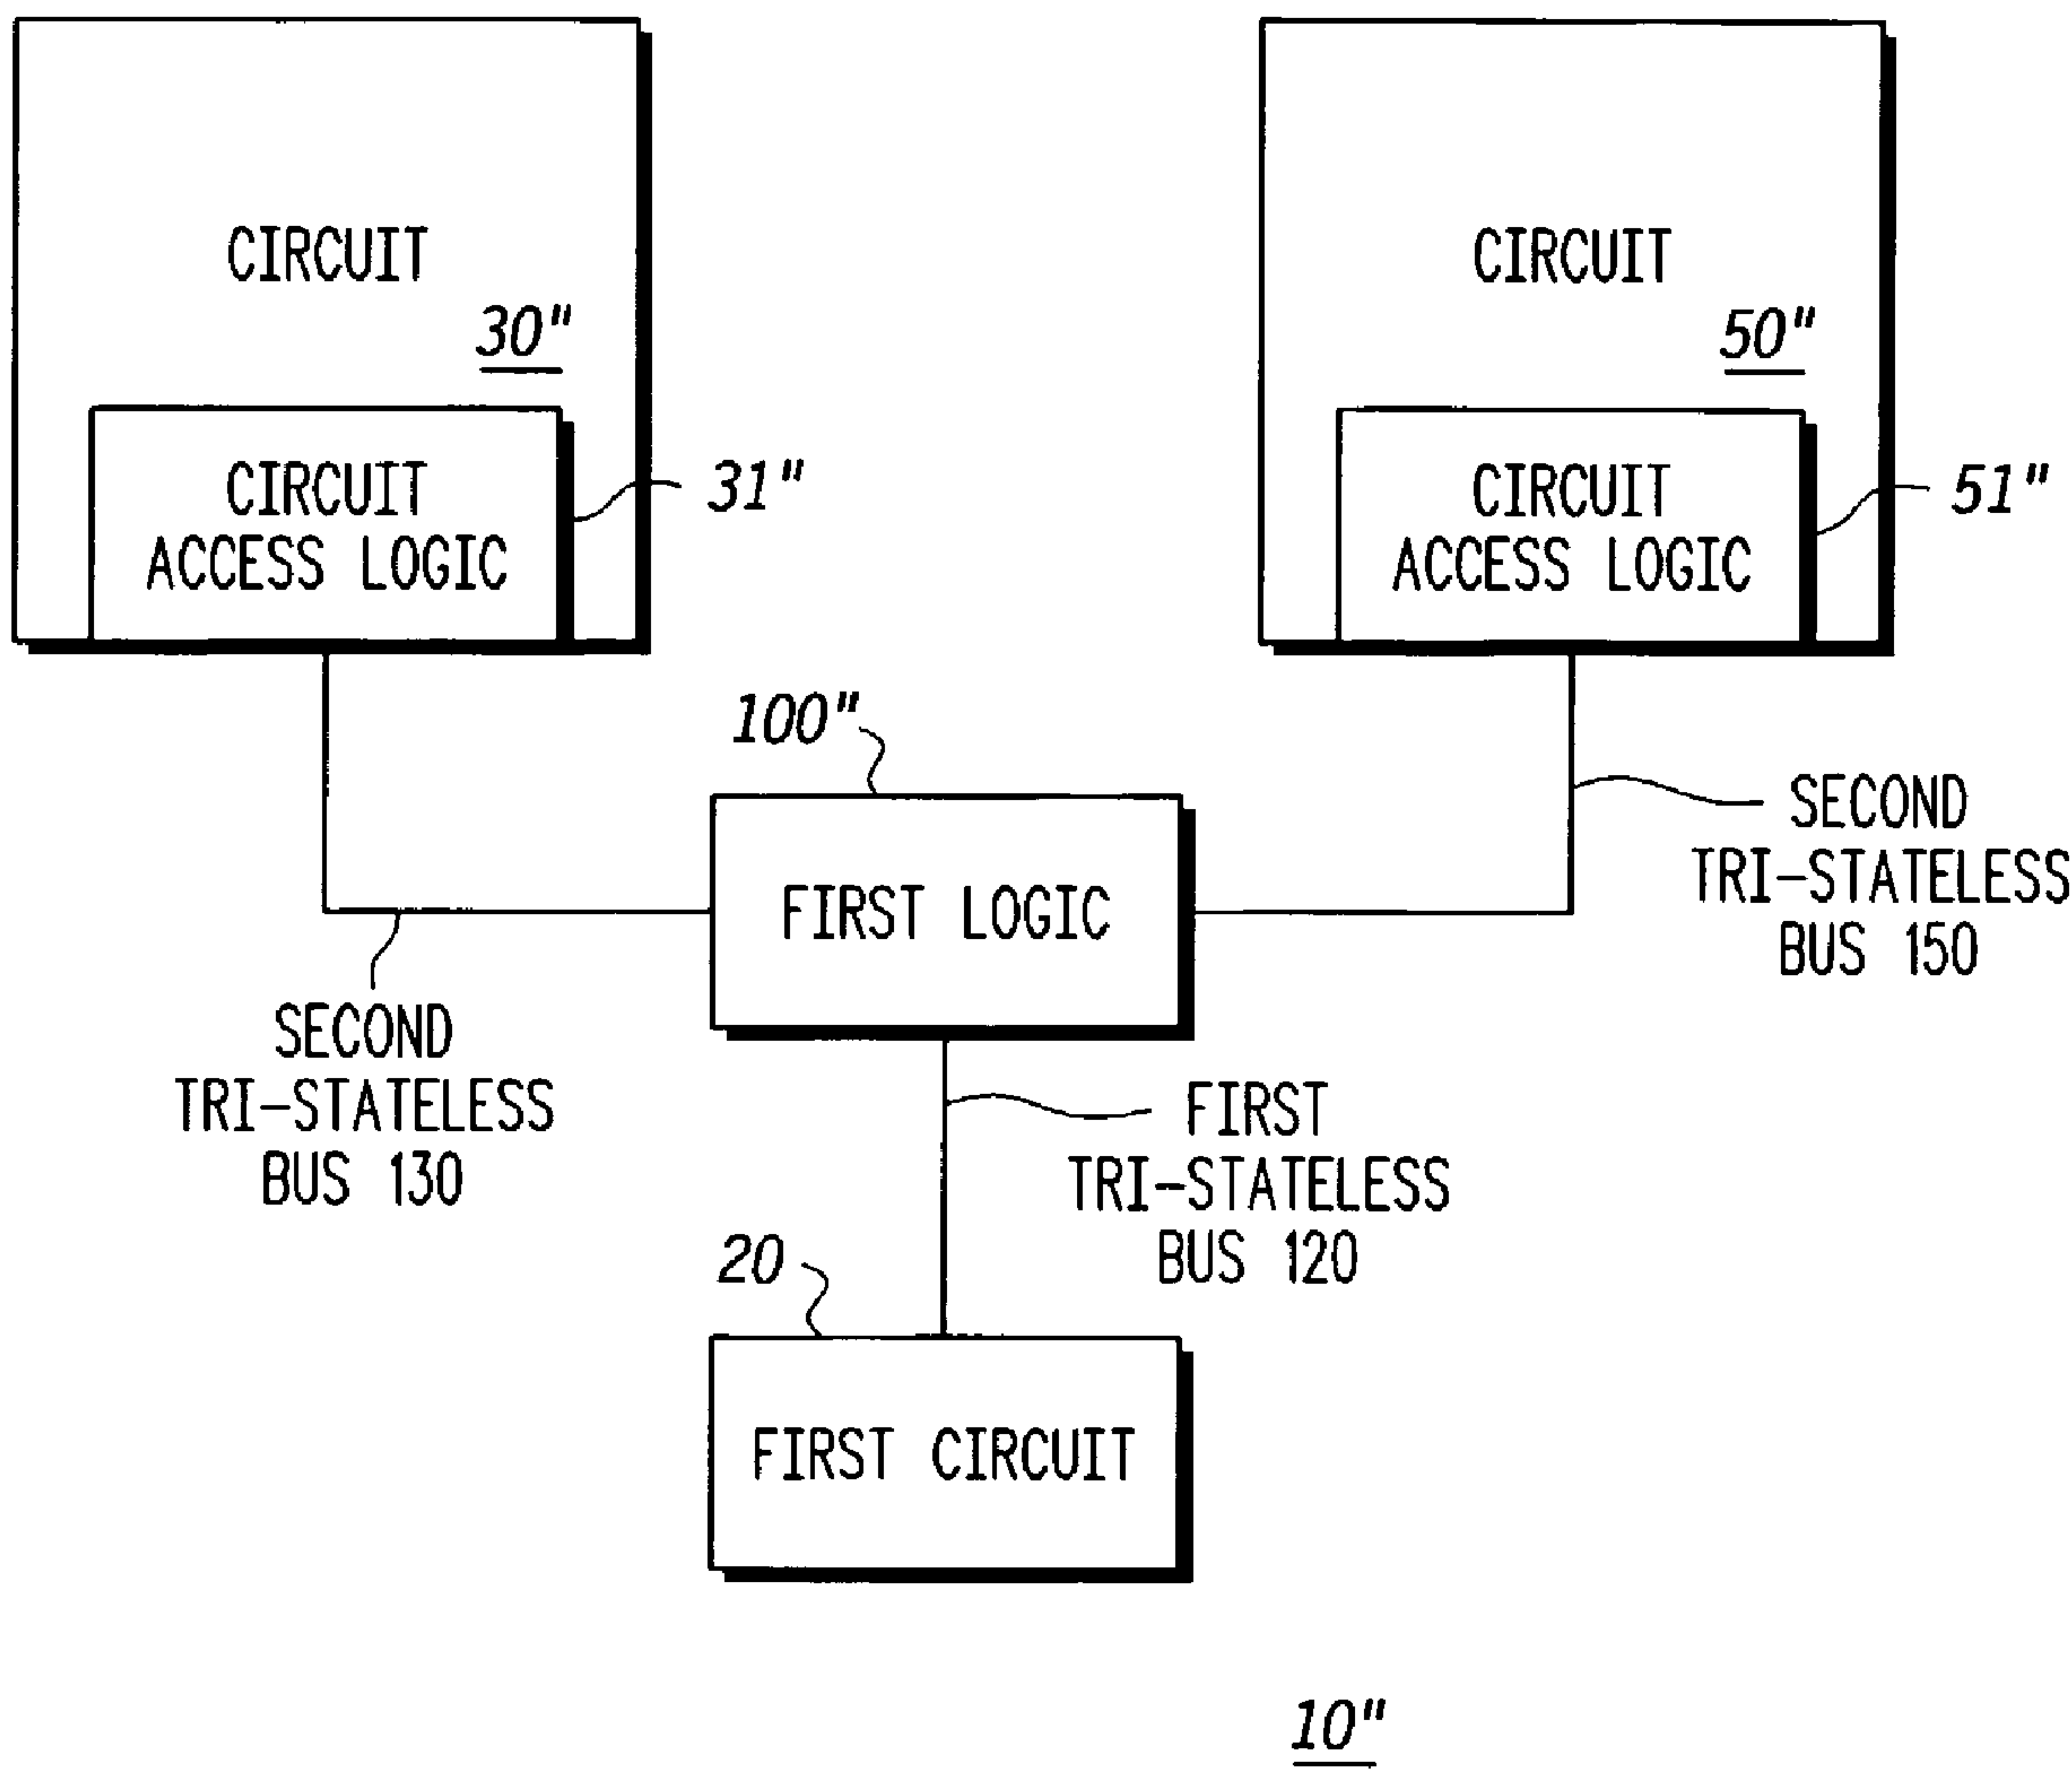 CIRCUIT
30"
CIRCUIT
ACCESS LOGIC
31"
CIRCUIT
50"
CIRCUIT
ACCESS LOGIC
51"
100"
FIRST LOGIC
SECOND
TRI-STATELESS
BUS 150
SECOND
TRI-STATELESS
BUS 130
FIRST
TRI-STATELESS
BUS 120
20
FIRST CIRCUIT
10"